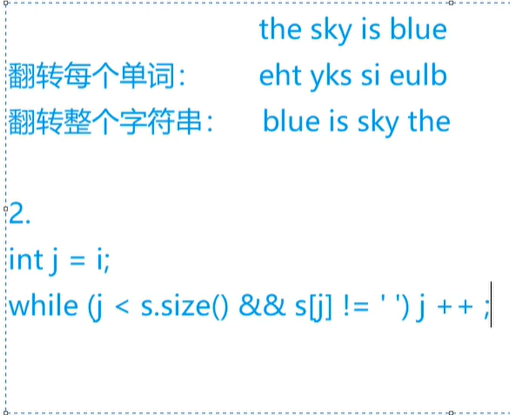 the sky is blue
翻转每个单词： eht yks si eulb
翻转整个字符串： blue is sky the
2.
int j = i;
while (j < s.size() && s[j] != ' ') j ++ ;